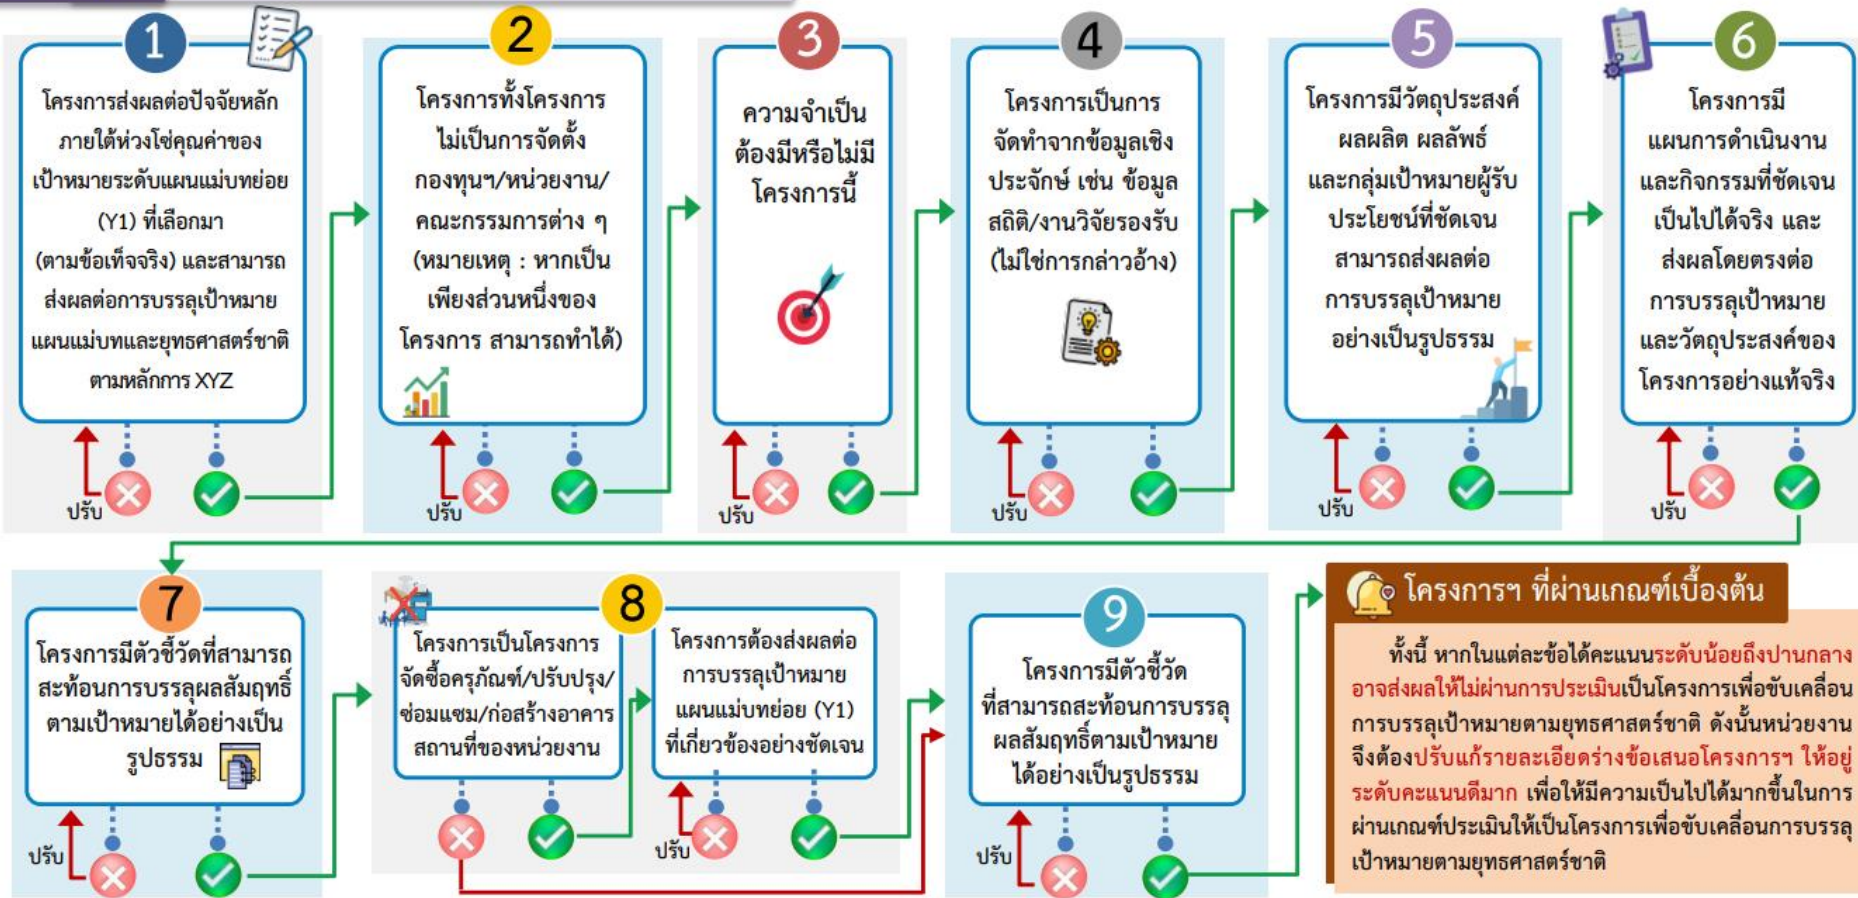 1
โครงการส่งผลต่อปัจจัยหลัก
ภายใต้ห่วงโซ่คุณค่าของ
เป้าหมายระดับแผนแม่บทย่อย
(Y1) ที่เลือกมา
(ตามข้อเท็จจริง) และสามารถ
ส่งผลต่อการบรรลุเป้าหมาย
แผนแม่บทและยุทธศาสตร์ชาติ
ตามหลักการ XYZ
ปรับ
2
โครงการทั้งโครงการ
ไม่เป็นการจัดตั้ง
กองทุนฯ/หน่วยงาน/
คณะกรรมการต่าง ๆ
(หมายเหตุ : หากเป็น
เพียงส่วนหนึ่งของ
โครงการ สามารถทำได้)
ปรับ
3
ความจำเป็น
ต้องมีหรือไม่มี
โครงการนี้
ปรับ
4
โครงการเป็นการ
จัดทำจากข้อมูลเชิง
ประจักษ์ เช่น ข้อมูล
สถิติ/งานวิจัยรองรับ
(ไม่ใช่การกล่าวอ้าง)
ปรับ
5
โครงการมีวัตถุประสงค์
ผลผลิต ผลลัพธ์
และกลุ่มเป้าหมายผู้รับ
ประโยชน์ที่ชัดเจน
สามารถส่งผลต่อ
การบรรลุเป้าหมาย
อย่างเป็นรูปธรรม
ปรับ
6
โครงการมี
แผนการดำเนินงาน
และกิจกรรมที่ชัดเจน
เป็นไปได้จริง และ
ส่งผลโดยตรงต่อ
การบรรลุเป้าหมาย
และวัตถุประสงค์ของ
โครงการอย่างแท้จริง
ปรับ
7
โครงการมีตัวชี้วัดที่สามารถ
สะท้อนการบรรลุผลสัมฤทธิ์
ตามเป้าหมายได้อย่างเป็น
รูปธรรม
ปรับ
8
โครงการเป็นโครงการ
จัดซื้อครุภัณฑ์/ปรับปรุง/
ซ่อมแซม/ก่อสร้างอาคาร
สถานที่ของหน่วยงาน
โครงการต้องส่งผลต่อ
การบรรลุเป้าหมาย
แผนแม่บทย่อย (Y1)
ที่เกี่ยวข้องอย่างชัดเจน
ปรับ
9
โครงการมีตัวชี้วัด
ที่สามารถสะท้อนการบรรลุ
ผลสัมฤทธิ์ตามเป้าหมาย
ได้อย่างเป็นรูปธรรม
ปรับ
โครงการฯ ที่ผ่านเกณฑ์เบื้องต้น
ทั้งนี้ หากในแต่ละข้อได้คะแนนระดับน้อยถึงปานกลาง
อาจส่งผลให้ไม่ผ่านการประเมินเป็นโครงการเพื่อขับเคลื่อน
การบรรลุเป้าหมายตามยุทธศาสตร์ชาติ ดังนั้นหน่วยงาน
จึงต้องปรับแก้รายละเอียดร่างข้อเสนอโครงการฯ ให้อยู่
ระดับคะแนนดีมาก เพื่อให้มีความเป็นไปได้มากขึ้นในการ
ผ่านเกณฑ์ประเมินให้เป็นโครงการเพื่อขับเคลื่อนการบรรลุ
เป้าหมายตามยุทธศาสตร์ชาติ